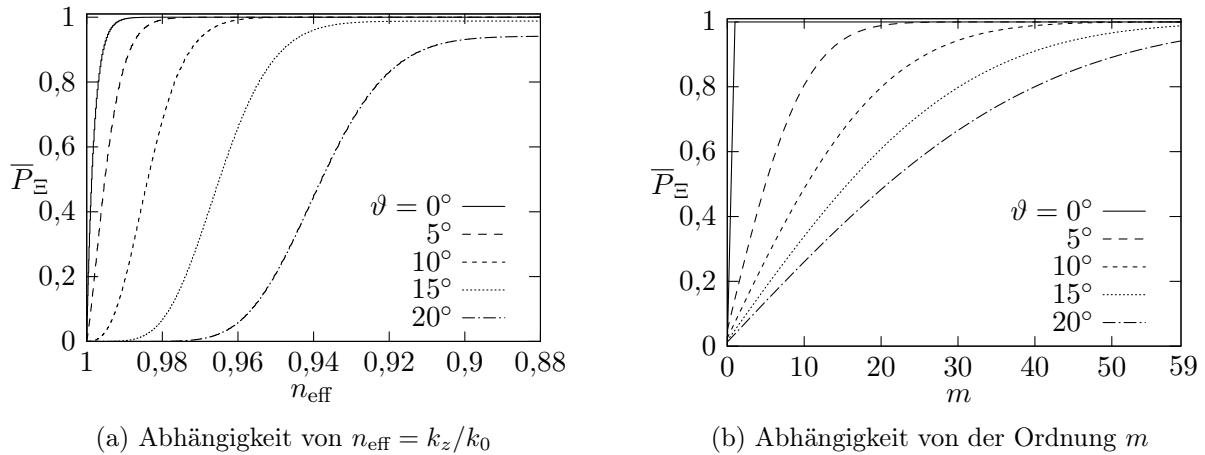 1
0,8
0,6
0,4
0,2
0
P̅_Ξ
ϑ = 0°
5°
10°
15°
20°
1 0,98 0,96 0,94 0,92 0,9 0,88
n_eff
(a) Abhängigkeit von n_eff = k_z/k_0
1
0,8
0,6
0,4
0,2
0
P̅_Ξ
ϑ = 0°
5°
10°
15°
20°
0 10 20 30 40 50 59
m
(b) Abhängigkeit von der Ordnung m